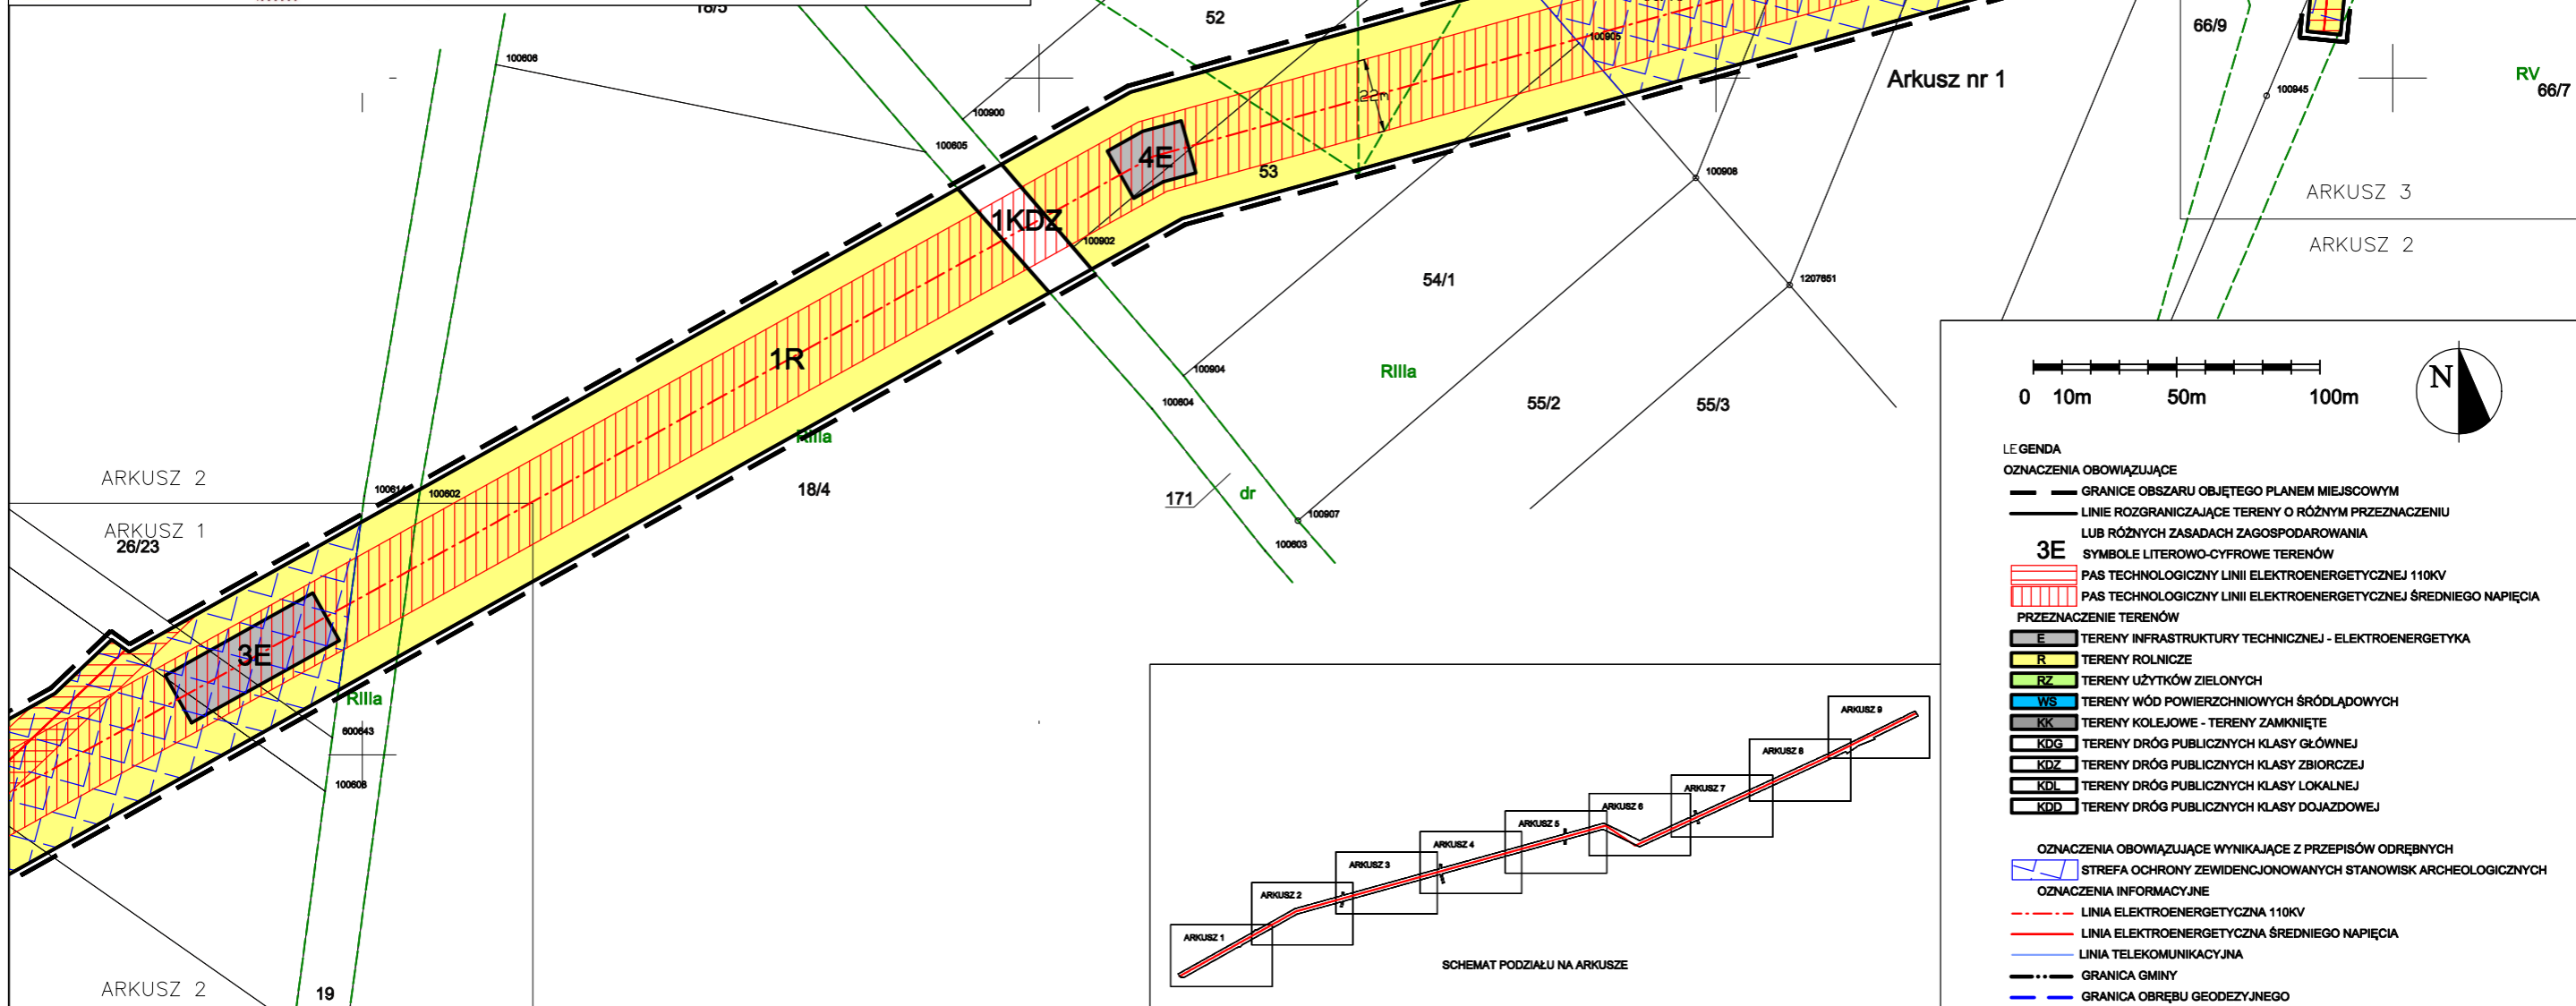 52
66/9
100905
Arkusz nr 1
RV
66/7
100945
100606
100900
100605
22m
4E
53
100908
ARKUSZ 3
ARKUSZ 2
1KDZ
100902
54/1
1207651
1R
100904
RIIIa
100604
55/2
55/3
RIIIa
18/4
ARKUSZ 2
100614
100602
ARKUSZ 1
26/23
171
dr
100907
100603
3E
RIIIa
600643
100608
ARKUSZ 2
19
0 10m 50m 100m
N
LEGENDA
OZNACZENIA OBOWIĄZUJĄCE
GRANICE OBSZARU OBJĘTEGO PLANEM MIEJSCOWYM
LINIE ROZGRANICZAJĄCE TERENY O RÓŻNYM PRZEZNACZENIU
LUB RÓŻNYCH ZASADACH ZAGOSPODAROWANIA
3E SYMBOLE LITEROWO-CYFROWE TERENÓW
PAS TECHNOLOGICZNY LINII ELEKTROENERGETYCZNEJ 110KV
PAS TECHNOLOGICZNY LINII ELEKTROENERGETYCZNEJ ŚREDNIEGO NAPIĘCIA
PRZEZNACZENIE TERENÓW
E TERENY INFRASTRUKTURY TECHNICZNEJ - ELEKTROENERGETYKA
R TERENY ROLNICZE
RZ TERENY UŻYTKÓW ZIELONYCH
WS TERENY WÓD POWIERZCHNIOWYCH ŚRÓDLĄDOWYCH
KK TERENY KOLEJOWE - TERENY ZAMKNIĘTE
KDG TERENY DRÓG PUBLICZNYCH KLASY GŁÓWNEJ
KDZ TERENY DRÓG PUBLICZNYCH KLASY ZBIORCZEJ
KDL TERENY DRÓG PUBLICZNYCH KLASY LOKALNEJ
KDD TERENY DRÓG PUBLICZNYCH KLASY DOJAZDOWEJ
OZNACZENIA OBOWIĄZUJĄCE WYNIKAJĄCE Z PRZEPISÓW ODRĘBNYCH
STREFA OCHRONY ZEWIDENCJONOWANYCH STANOWISK ARCHEOLOGICZNYCH
OZNACZENIA INFORMACYJNE
LINIA ELEKTROENERGETYCZNA 110KV
LINIA ELEKTROENERGETYCZNA ŚREDNIEGO NAPIĘCIA
LINIA TELEKOMUNIKACYJNA
GRANICA GMINY
GRANICA OBRĘBU GEODEZYJNEGO
ARKUSZ 1
ARKUSZ 2
ARKUSZ 3
ARKUSZ 4
ARKUSZ 5
ARKUSZ 6
ARKUSZ 7
ARKUSZ 8
ARKUSZ 9
SCHEMAT PODZIAŁU NA ARKUSZE